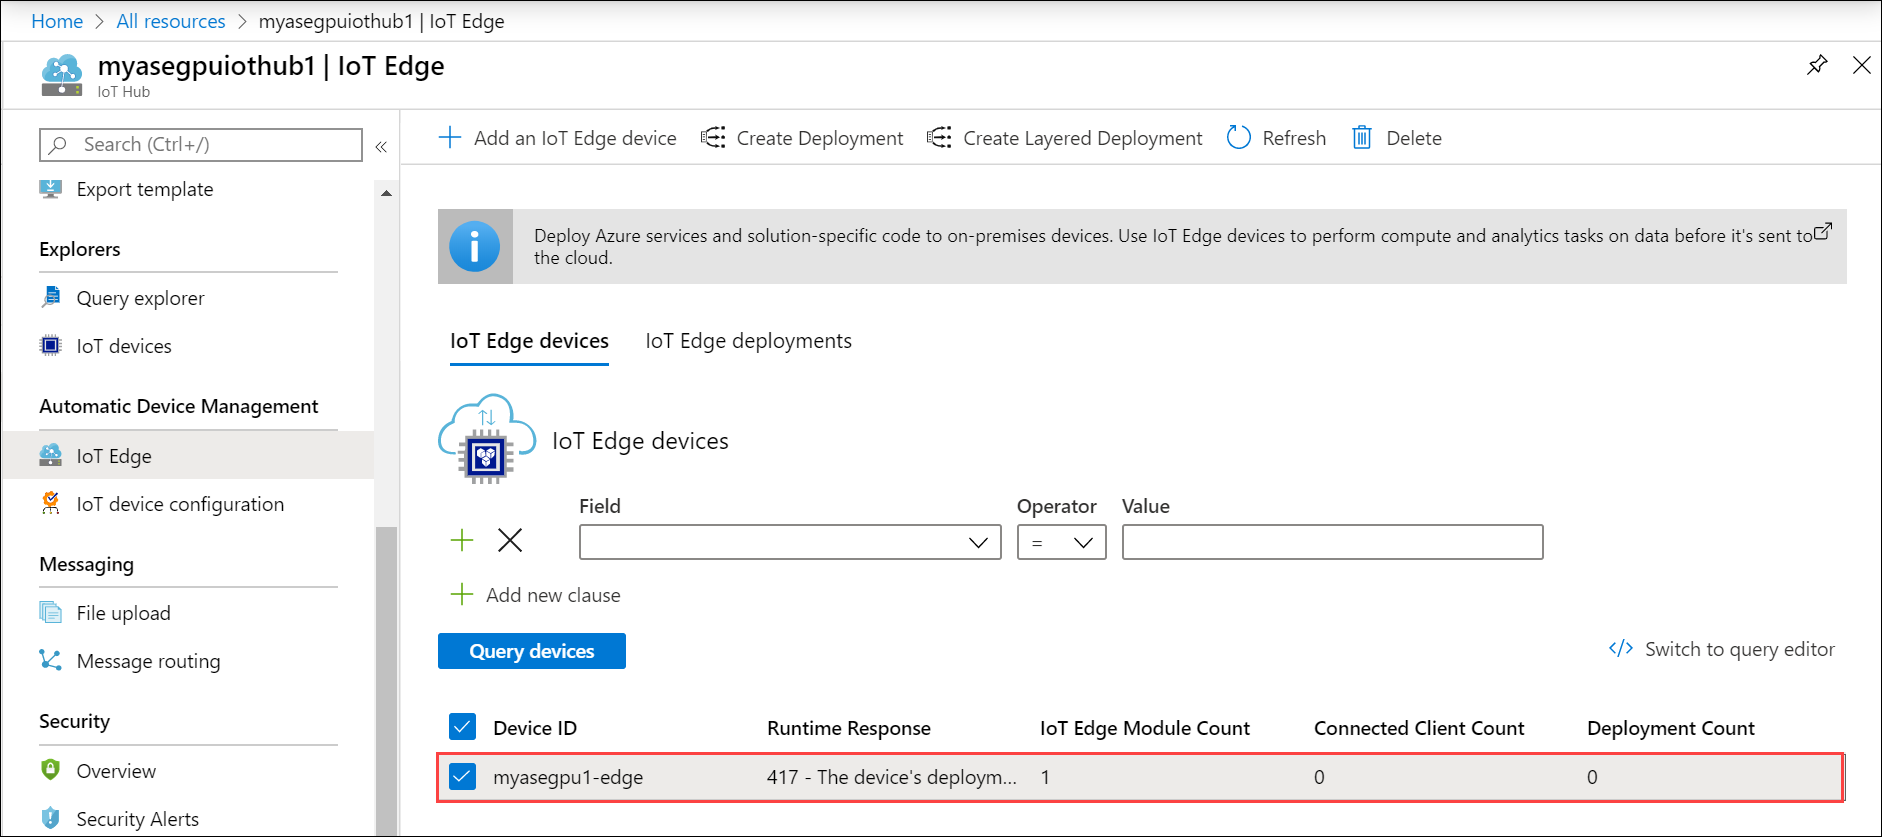 Home > All resources > myasegpuiothub1 | IoT Edge
myasegpuiothub1 | IoT Edge
IoT Hub
Search (Ctrl+/)
«
Export template
Explorers
Query explorer
IoT devices
Automatic Device Management
IoT Edge
IoT device configuration
Messaging
File upload
Message routing
Security
Overview
Security Alerts
Add an IoT Edge device Create Deployment Create Layered Deployment Refresh Delete
Deploy Azure services and solution-specific code to on-premises devices. Use IoT Edge devices to perform compute and analytics tasks on data before it's sent to
the cloud.
IoT Edge devices IoT Edge deployments
IoT Edge devices
Field Operator Value
=
Add new clause
Query devices
</> Switch to query editor
Device ID Runtime Response IoT Edge Module Count Connected Client Count Deployment Count
myasegpu1-edge 417 - The device's deploym... 1 0 0